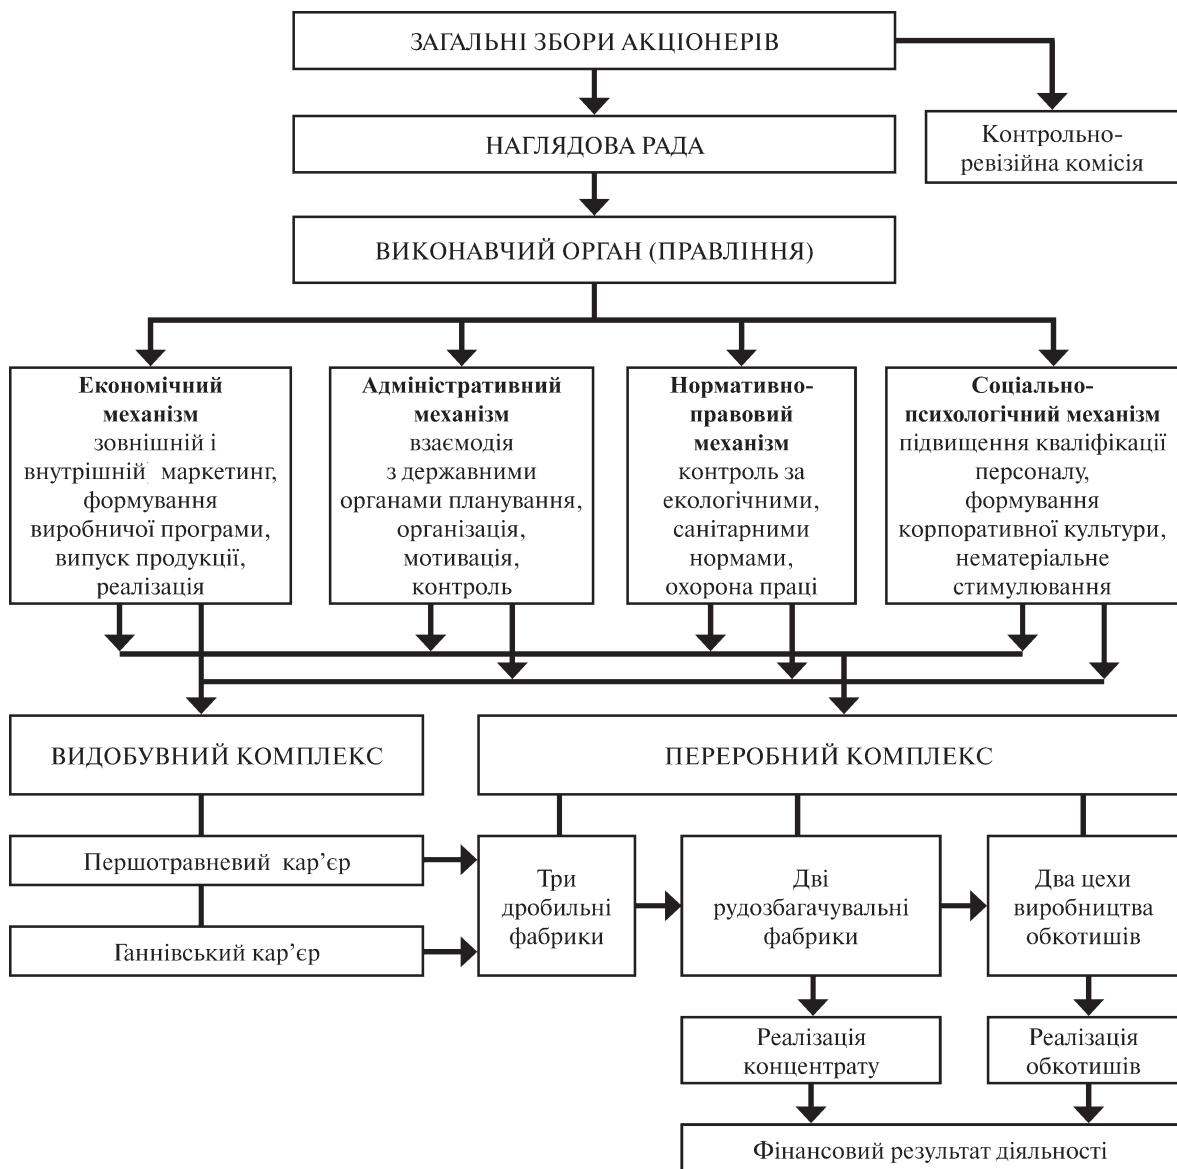 ЗАГАЛЬНІ ЗБОРИ АКЦІОНЕРІВ
Контрольно-
ревізійна комісія
НАГЛЯДОВА РАДА
ВИКОНАВЧИЙ ОРГАН (ПРАВЛІННЯ)
Економічний
механізм
зовнішній і
внутрішній маркетинг,
формування
виробничої програми,
випуск продукції,
реалізація
Адміністративний
механізм
взаємодія
з державними
органами планування,
організація,
мотивація,
контроль
Нормативно-
правовий
механізм
контроль за
екологічними,
санітарними
нормами,
охорона праці
Соціально-
психологічний механізм
підвищення кваліфікації
персоналу,
формування
корпоративної культури,
нематеріальне
стимулювання
ВИДОБУВНИЙ КОМПЛЕКС
ПЕРЕРОБНИЙ КОМПЛЕКС
Першотравневий кар’єр
Ганнівський кар’єр
Три
дробильні
фабрики
Дві
рудозбагачувальні
фабрики
Два цехи
виробництва
обкотишів
Реалізація
концентрату
Реалізація
обкотишів
Фінансовий результат діяльності